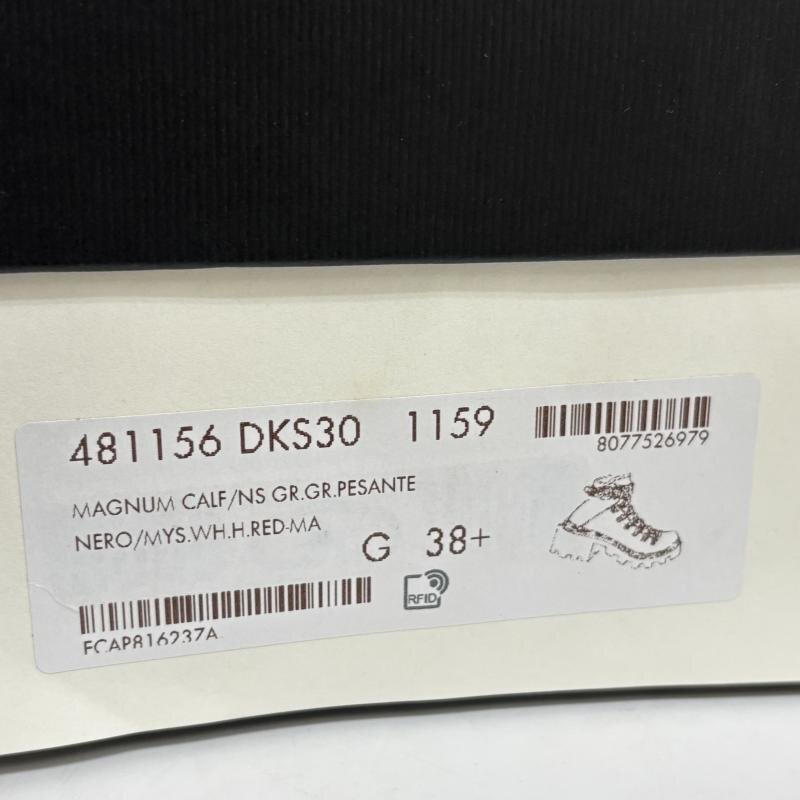 481156 DKS30 1159
8077526979
MAGNUM CALF/NS GR.GR.PESANTE
NERO/MYS.WH.H.RED-MA
G 38+
RFID
FCAP816237A